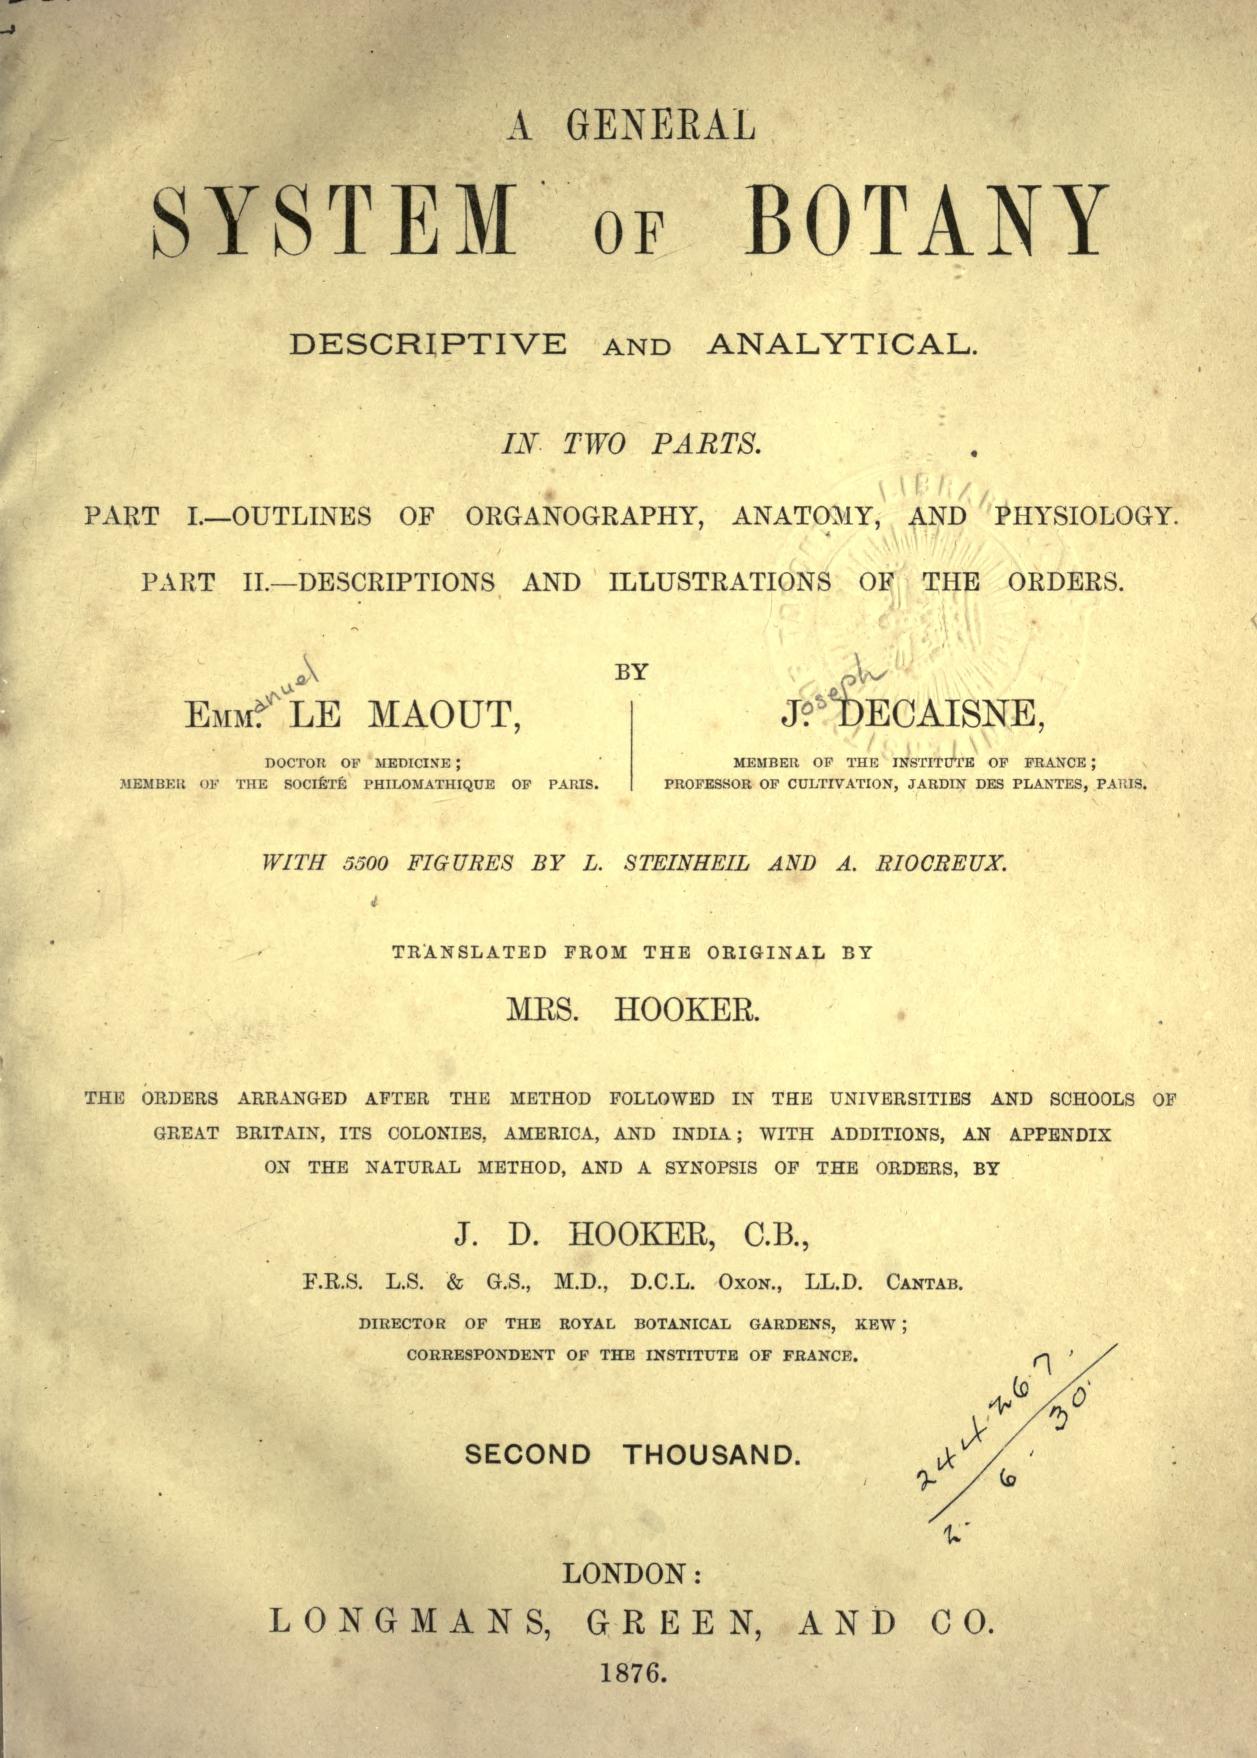 A GENERAL
SYSTEM OF BOTANY
DESCRIPTIVE AND ANALYTICAL.
IN TWO PARTS.
PART I.—OUTLINES OF ORGANOGRAPHY, ANATOMY, AND PHYSIOLOGY.
PART II.—DESCRIPTIONS AND ILLUSTRATIONS OF THE ORDERS.
BY
EMM. anuel LE MAOUT,
DOCTOR OF MEDICINE;
MEMBER OF THE SOCIÉTÉ PHILOMATHIQUE OF PARIS.
J. oseph DECAISNE,
MEMBER OF THE INSTITUTE OF FRANCE;
PROFESSOR OF CULTIVATION, JARDIN DES PLANTES, PARIS.
WITH 5500 FIGURES BY L. STEINHEIL AND A. RIOCREUX.
TRANSLATED FROM THE ORIGINAL BY
MRS. HOOKER.
THE ORDERS ARRANGED AFTER THE METHOD FOLLOWED IN THE UNIVERSITIES AND SCHOOLS OF
GREAT BRITAIN, ITS COLONIES, AMERICA, AND INDIA; WITH ADDITIONS, AN APPENDIX
ON THE NATURAL METHOD, AND A SYNOPSIS OF THE ORDERS, BY
J. D. HOOKER, C.B.,
F.R.S. L.S. & G.S., M.D., D.C.L. OXON., LL.D. CANTAB.
DIRECTOR OF THE ROYAL BOTANICAL GARDENS, KEW;
CORRESPONDENT OF THE INSTITUTE OF FRANCE.
244267
2. 6. 30.
SECOND THOUSAND.
LONDON:
LONGMANS, GREEN, AND CO.
1876.